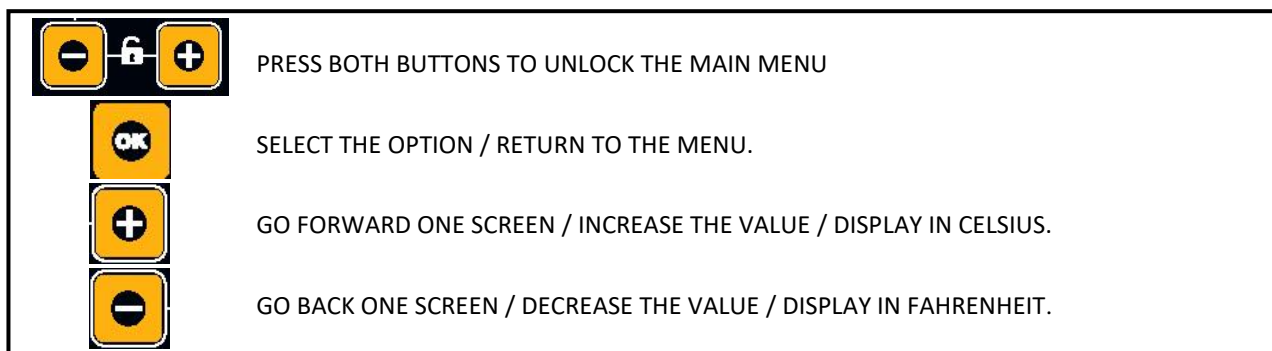 PRESS BOTH BUTTONS TO UNLOCK THE MAIN MENU
OK SELECT THE OPTION / RETURN TO THE MENU.
GO FORWARD ONE SCREEN / INCREASE THE VALUE / DISPLAY IN CELSIUS.
GO BACK ONE SCREEN / DECREASE THE VALUE / DISPLAY IN FAHRENHEIT.